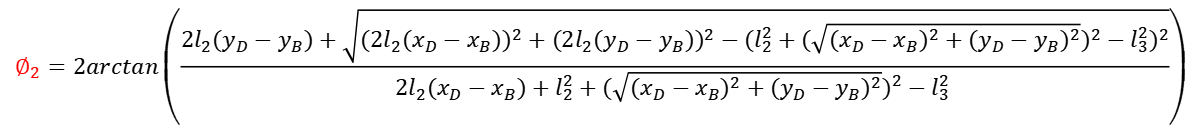 ∅₂ = 2arctan((2l₂(y_D − y_B) + √((2l₂(x_D − x_B))² + (2l₂(y_D − y_B))² − (l₂² + (√((x_D − x_B)² + (y_D − y_B)²))² − l₃²)²)) / (2l₂(x_D − x_B) + l₂² + (√((x_D − x_B)² + (y_D − y_B)²))² − l₃²))